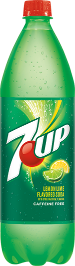 7UP
LEMON LIME
FLAVORED SODA
CAFFEINE FREE